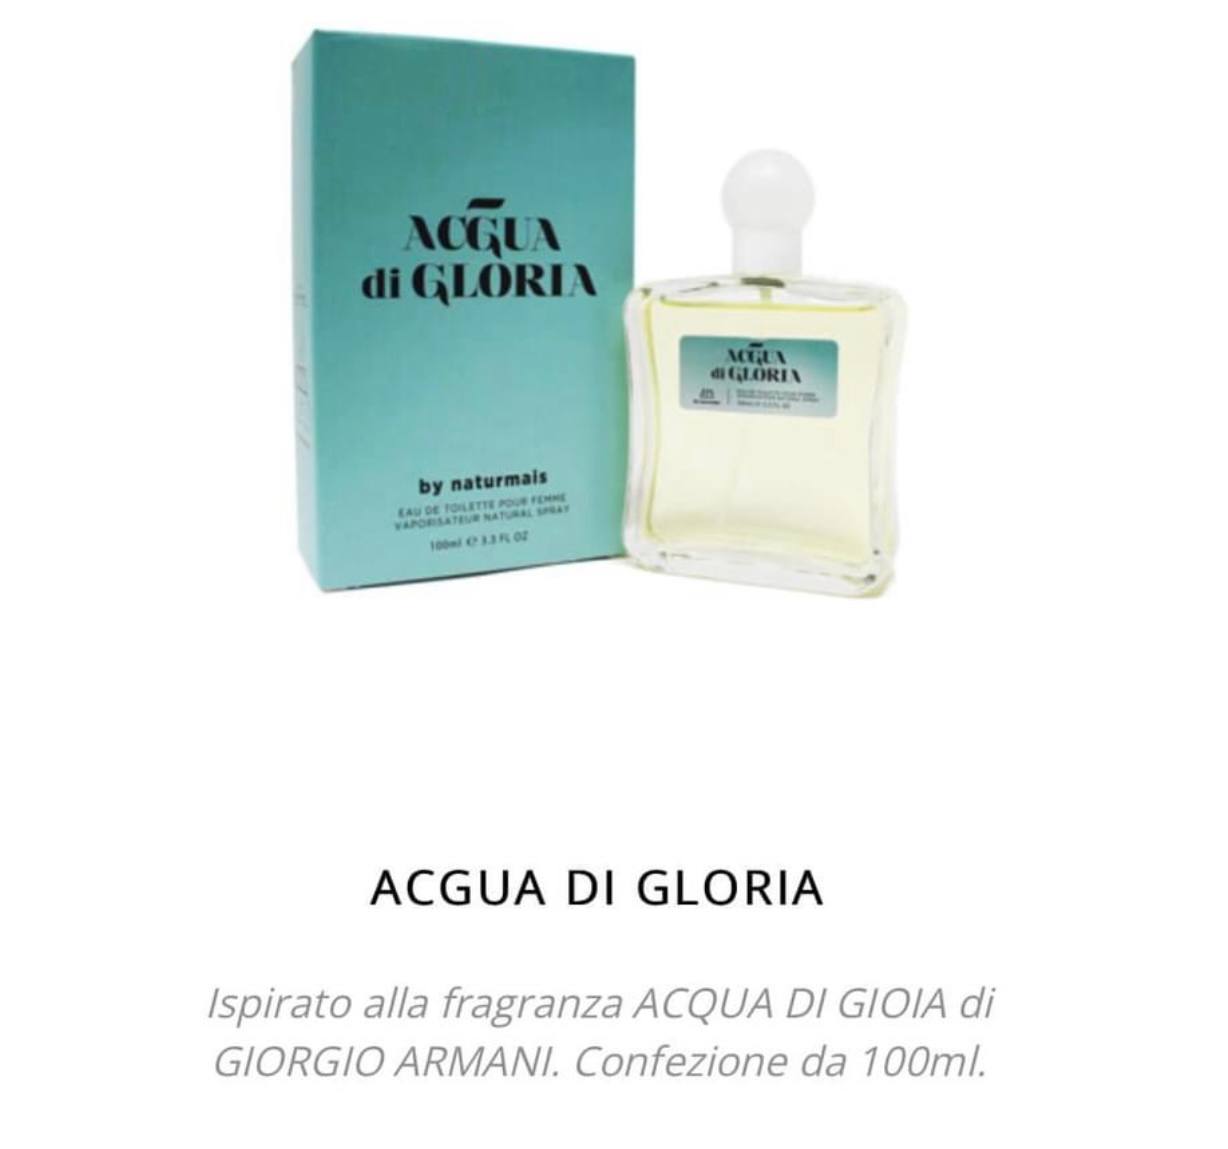 ACGUA
di GLORIA
by naturmais
EAU DE TOILETTE POUR FEMME
VAPORISATEUR NATURAL SPRAY
100ml ℮ 3.3 FL OZ
ACGUA
di GLORIA
ACGUA DI GLORIA
Ispirato alla fragranza ACQUA DI GIOIA di
GIORGIO ARMANI. Confezione da 100ml.